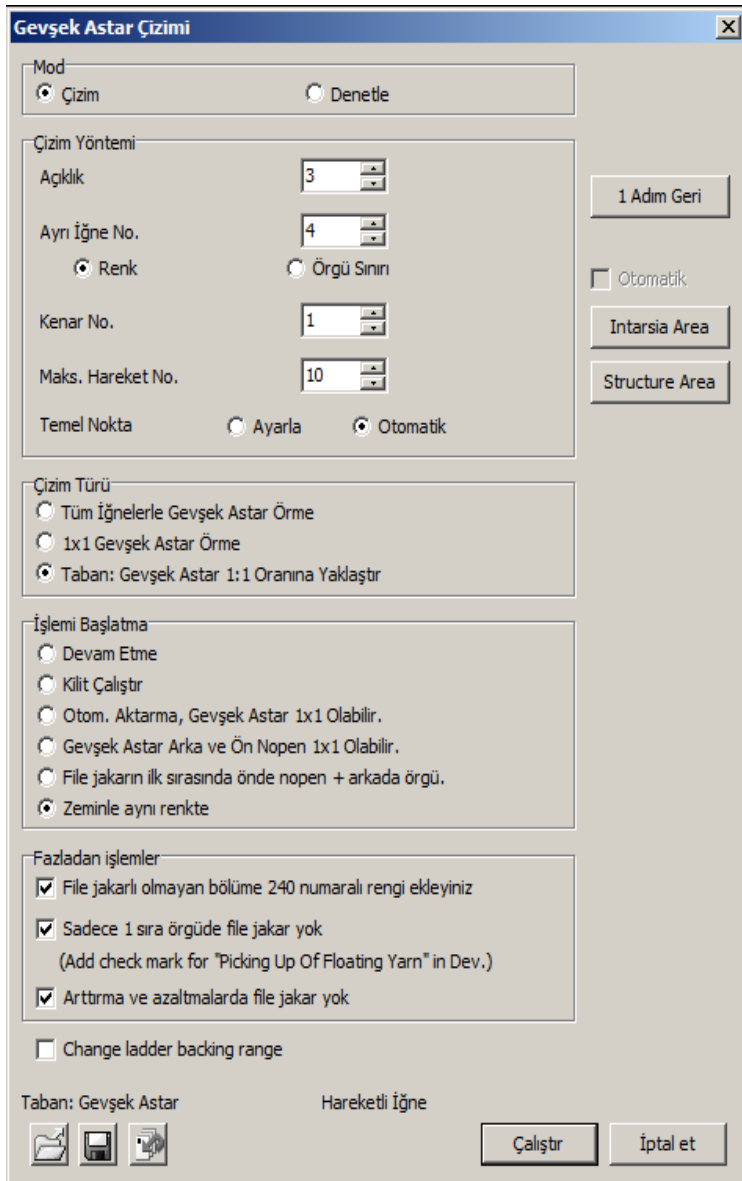 Gevşek Astar Çizimi
Mod
Çizim Denetle
Çizim Yöntemi
Açıklık 3
1 Adım Geri
Ayrı İğne No. 4
Renk Örgü Sınırı
Otomatik
Kenar No. 1
Intarsia Area
Maks. Hareket No. 10
Structure Area
Temel Nokta Ayarla Otomatik
Çizim Türü
Tüm İğnelerle Gevşek Astar Örme
1x1 Gevşek Astar Örme
Taban: Gevşek Astar 1:1 Oranına Yaklaştır
İşlemi Başlatma
Devam Etme
Kilit Çalıştır
Otom. Aktarma, Gevşek Astar 1x1 Olabilir.
Gevşek Astar Arka ve Ön Nopen 1x1 Olabilir.
File jakarın ilk sırasında önde nopen + arkada örgü.
Zeminle aynı renkte
Fazladan işlemler
File jakarlı olmayan bölüme 240 numaralı rengi ekleyiniz
Sadece 1 sıra örgüde file jakar yok
(Add check mark for "Picking Up Of Floating Yarn" in Dev.)
Arttırma ve azaltmalarda file jakar yok
Change ladder backing range
Taban: Gevşek Astar Hareketli İğne
Çalıştır İptal et